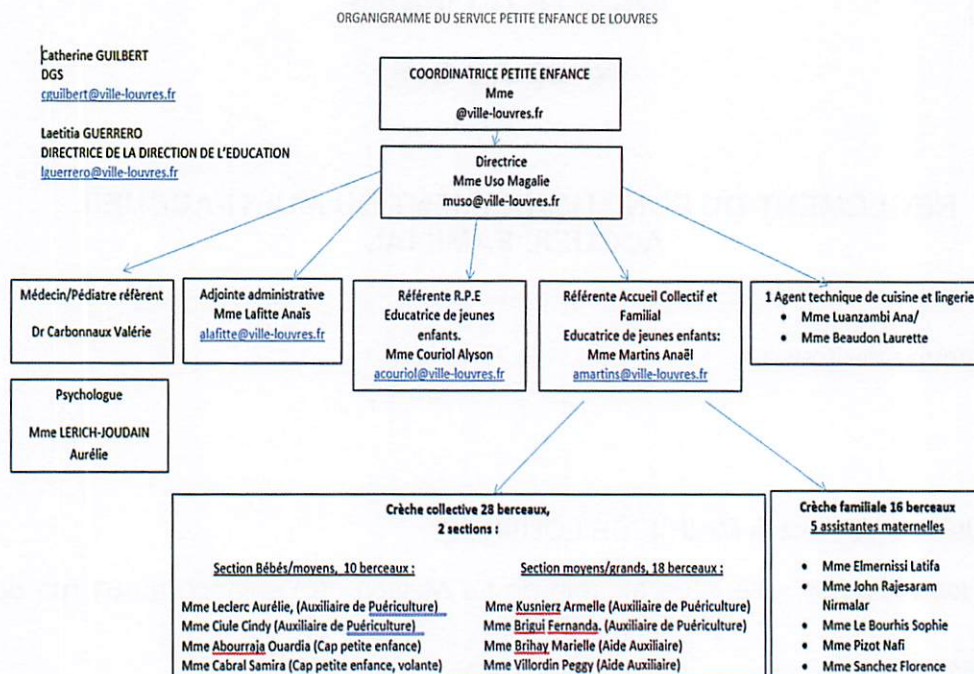 ORGANIGRAMME DU SERVICE PETITE ENFANCE DE LOUVRES
Catherine GUILBERT
DGS
cguilbert@ville-louvres.fr
Laetitia GUERRERO
DIRECTRICE DE LA DIRECTION DE L'EDUCATION
lguerrero@ville-louvres.fr
COORDINATRICE PETITE ENFANCE
Mme
@ville-louvres.fr
Directrice
Mme Uso Magalie
muso@ville-louvres.fr
Médecin/Pédiatre réfèrent
Dr Carbonnaux Valérie
Psychologue
Mme LERICH-JOUDAIN
Aurélie
Adjointe administrative
Mme Lafitte Anaïs
alafitte@ville-louvres.fr
Référente R.P.E
Educatrice de jeunes
enfants.
Mme Couriol Alyson
acouriol@ville-louvres.fr
Référente Accueil Collectif et
Familial
Educatrice de jeunes enfants:
Mme Martins Anaël
amartins@ville-louvres.fr
1 Agent technique de cuisine et lingerie
• Mme Luanzambi Ana/
• Mme Beaudon Laurette
Crèche collective 28 berceaux,
2 sections :
Section Bébés/moyens, 10 berceaux :
Mme Leclerc Aurélie, (Auxiliaire de Puériculture)
Mme Ciule Cindy (Auxiliaire de Puériculture)
Mme Abourraja Ouardia (Cap petite enfance)
Mme Cabral Samira (Cap petite enfance, volante)
Section moyens/grands, 18 berceaux :
Mme Kusnierz Armelle (Auxiliaire de Puériculture)
Mme Brigui Fernanda. (Auxiliaire de Puériculture)
Mme Brihay Marielle (Aide Auxiliaire)
Mme Villordin Peggy (Aide Auxiliaire)
Crèche familiale 16 berceaux
5 assistantes maternelles
• Mme Elmernissi Latifa
• Mme John Rajesaram
Nirmalar
• Mme Le Bourhis Sophie
• Mme Pizot Nafi
• Mme Sanchez Florence